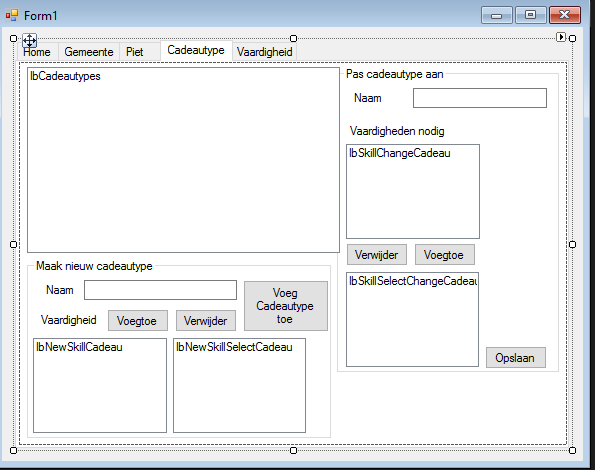 Form1
Home Gemeente Piet Cadeautype Vaardigheid
lbCadeautypes
Pas cadeautype aan
Naam
Vaardigheden nodig
lbSkillChangeCadeau
Verwijder Voegtoe
lbSkillSelectChangeCadeau
Opslaan
Maak nieuw cadeautype
Naam
Voeg
Cadeautype
toe
Vaardigheid Voegtoe Verwijder
lbNewSkillCadeau lbNewSkillSelectCadeau